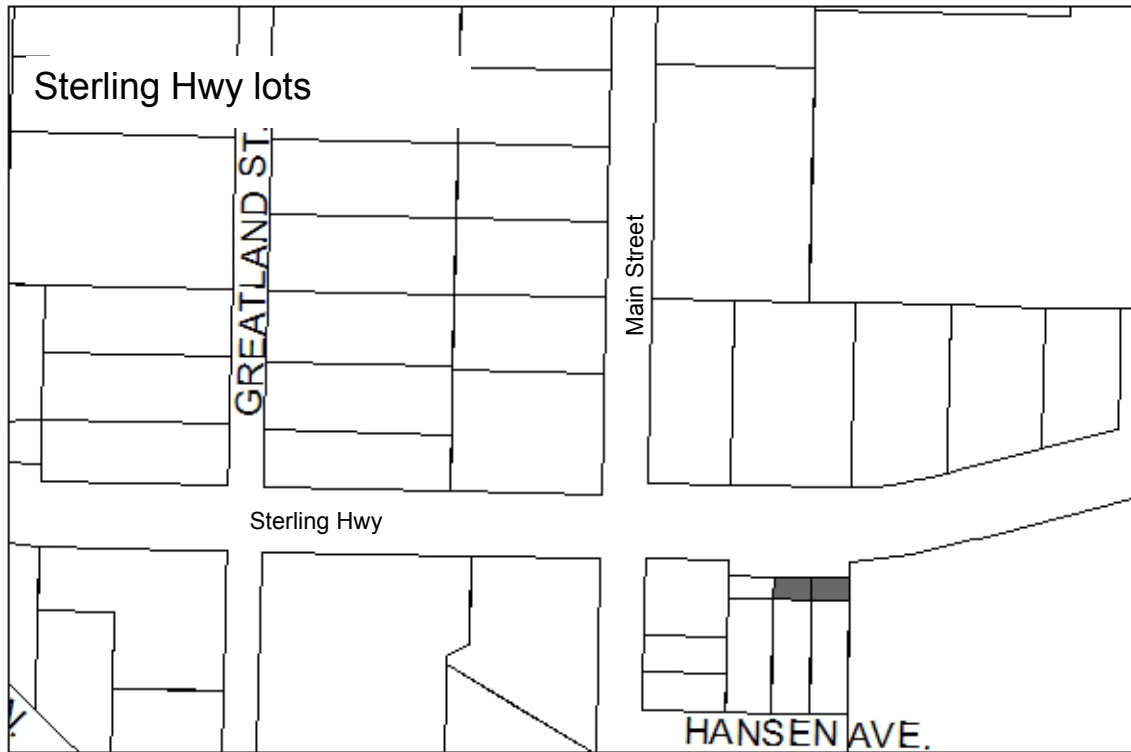 Sterling Hwy lots
GREATLAND ST.
Main Street
Sterling Hwy
HANSEN AVE.